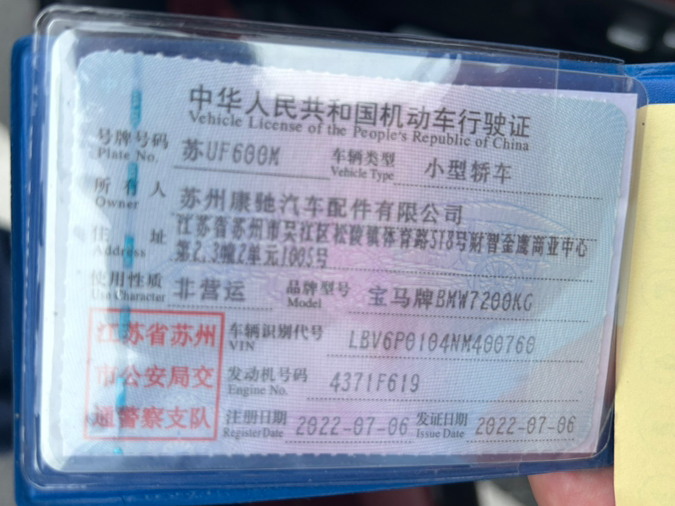 中华人民共和国机动车行驶证
Vehicle License of the People's Republic of China
号牌号码 苏UF600M 车辆类型 小型轿车
Plate No. Vehicle Type
所有人 苏州康驰汽车配件有限公司
Owner
住址 江苏省苏州市吴江区松陵镇体育路518号财智金鹰商业中心
Address 第2,3幢2单元1005号
使用性质 非营运 品牌型号 宝马牌BMW7200KG
Use Character Model
江苏省苏州 车辆识别代号 LBV6P0104NM400760
VIN
市公安局交 发动机号码 4371F619
Engine No.
通警察支队 注册日期 2022-07-06 发证日期 2022-07-06
Register Date Issue Date